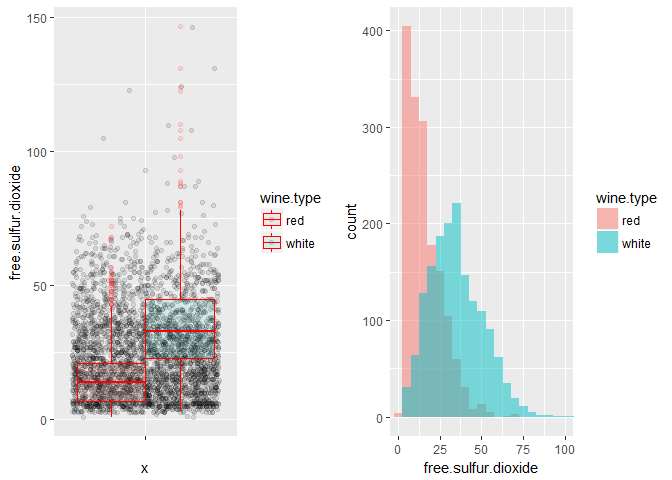 150
100
50
0
free.sulfur.dioxide
x
wine.type
red
white
400
300
200
100
0
count
0
25
50
75
100
free.sulfur.dioxide
wine.type
red
white